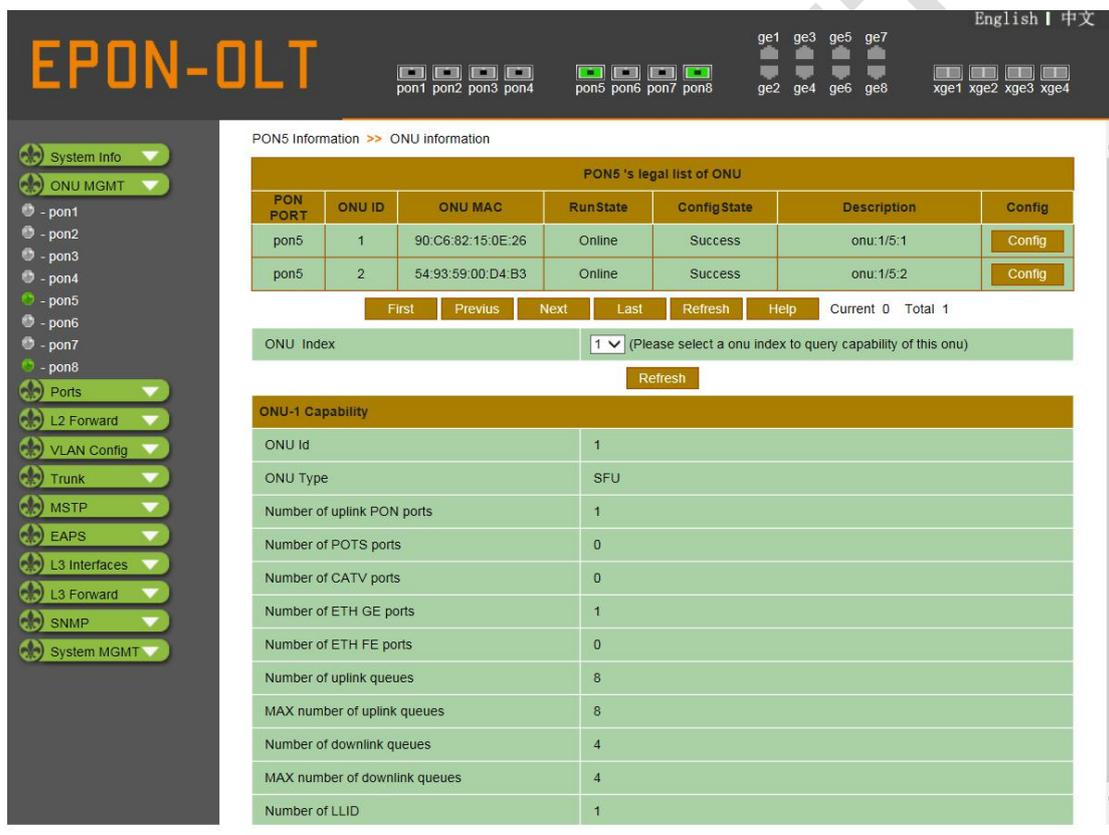 English | 中文
EPON-OLT
ge1 ge3 ge5 ge7
pon1 pon2 pon3 pon4 pon5 pon6 pon7 pon8 ge2 ge4 ge6 ge8 xge1 xge2 xge3 xge4
System Info
ONU MGMT
- pon1
- pon2
- pon3
- pon4
- pon5
- pon6
- pon7
- pon8
Ports
L2 Forward
VLAN Config
Trunk
MSTP
EAPS
L3 Interfaces
L3 Forward
SNMP
System MGMT
PON5 Information >> ONU information
PON5 's legal list of ONU
PON PORT ONU ID ONU MAC RunState ConfigState Description Config
pon5 1 90:C6:82:15:0E:26 Online Success onu:1/5:1 Config
pon5 2 54:93:59:00:D4:B3 Online Success onu:1/5:2 Config
First Previus Next Last Refresh Help Current 0 Total 1
ONU Index 1 (Please select a onu index to query capability of this onu)
Refresh
ONU-1 Capability
ONU Id 1
ONU Type SFU
Number of uplink PON ports 1
Number of POTS ports 0
Number of CATV ports 0
Number of ETH GE ports 1
Number of ETH FE ports 0
Number of uplink queues 8
MAX number of uplink queues 8
Number of downlink queues 4
MAX number of downlink queues 4
Number of LLID 1